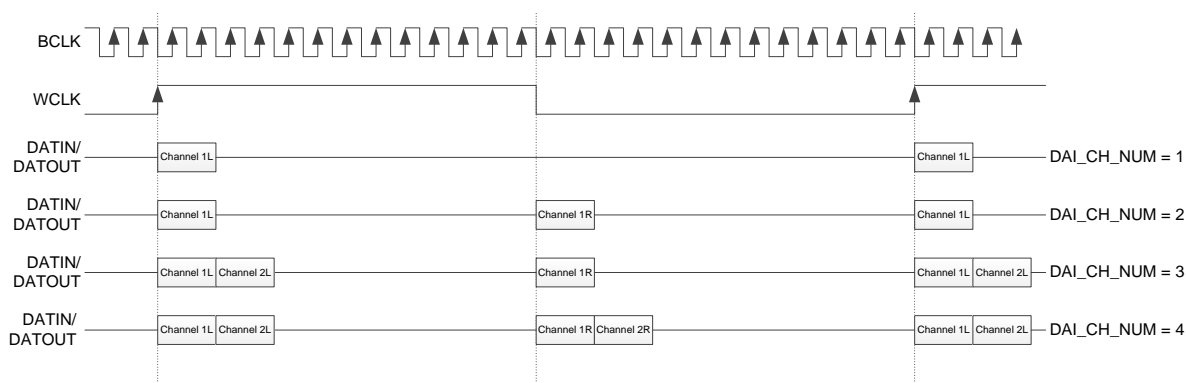 BCLK
WCLK
DATIN/
DATOUT
Channel 1L
Channel 1L
DAI_CH_NUM = 1
DATIN/
DATOUT
Channel 1L
Channel 1R
Channel 1L
DAI_CH_NUM = 2
DATIN/
DATOUT
Channel 1L
Channel 2L
Channel 1R
Channel 1L
Channel 2L
DAI_CH_NUM = 3
DATIN/
DATOUT
Channel 1L
Channel 2L
Channel 1R
Channel 2R
Channel 1L
Channel 2L
DAI_CH_NUM = 4